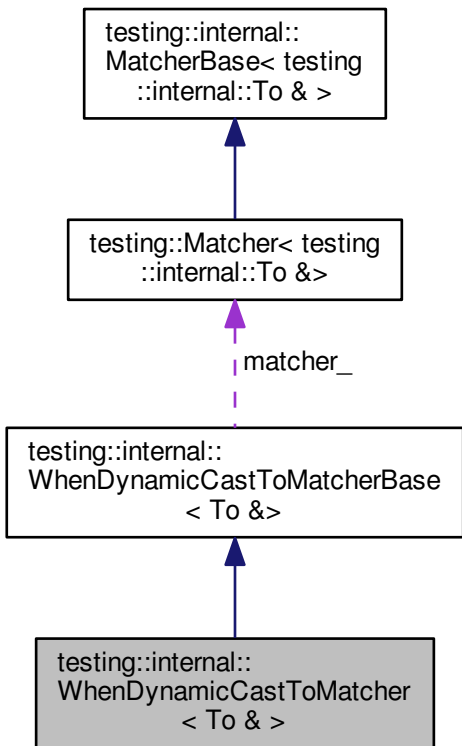 testing::internal::
MatcherBase< testing
::internal::To & >
testing::Matcher< testing
::internal::To &>
matcher_
testing::internal::
WhenDynamicCastToMatcherBase
< To &>
testing::internal::
WhenDynamicCastToMatcher
< To & >